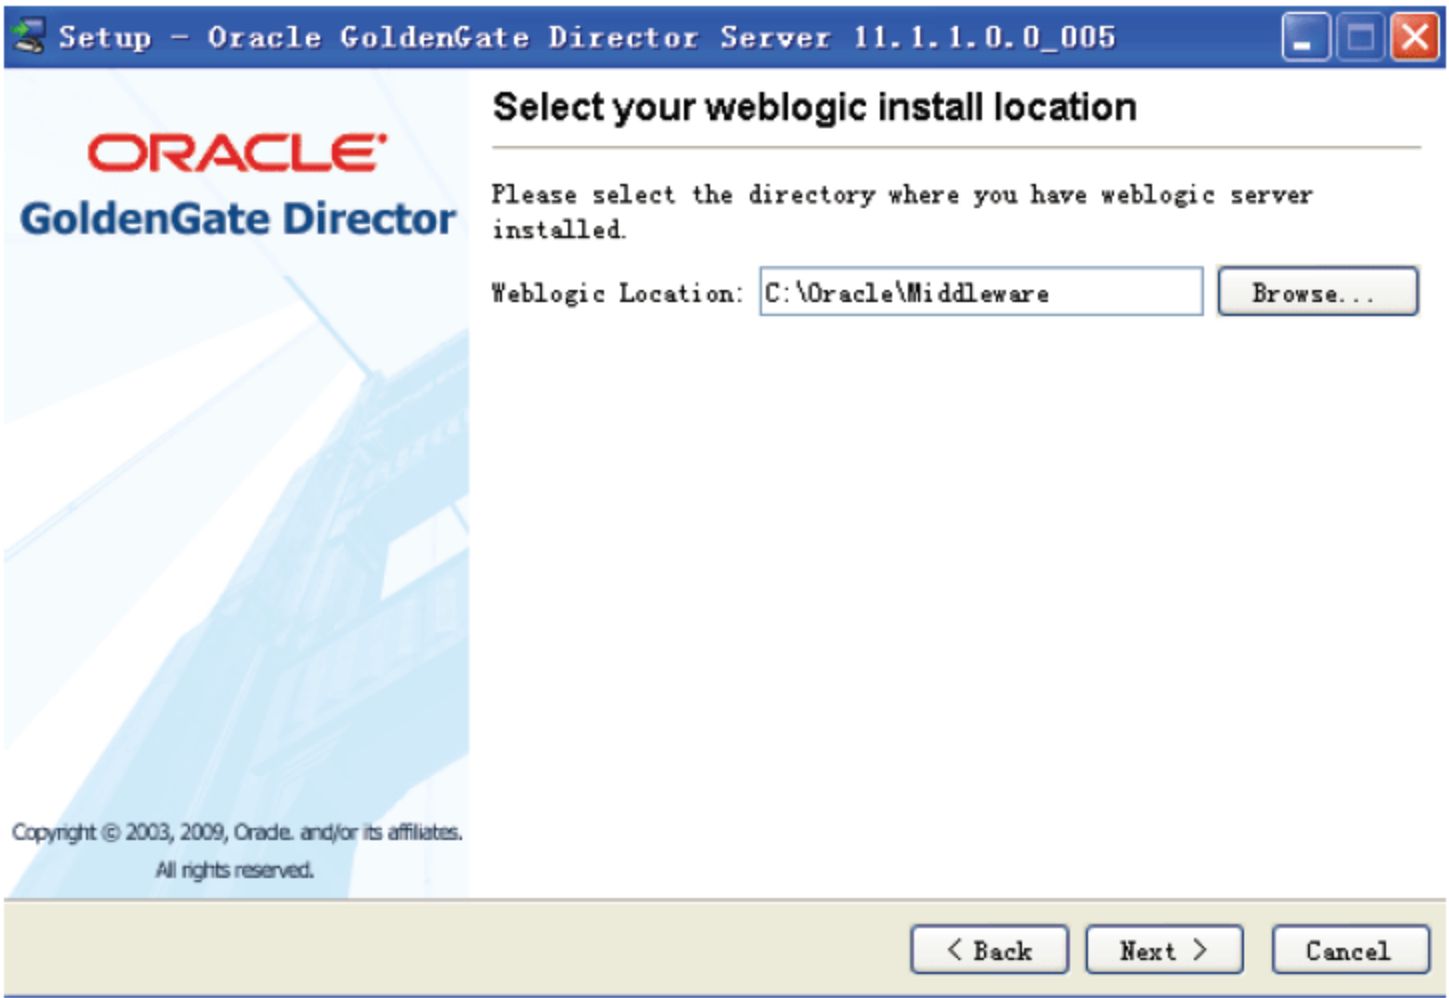 Setup - Oracle GoldenGate Director Server 11.1.1.0.0_005
ORACLE
GoldenGate Director
Select your weblogic install location
Please select the directory where you have weblogic server
installed.
Weblogic Location: C:\Oracle\Middleware Browse...
Copyright © 2003, 2009, Oracle. and/or its affiliates.
All rights reserved.
< Back Next > Cancel